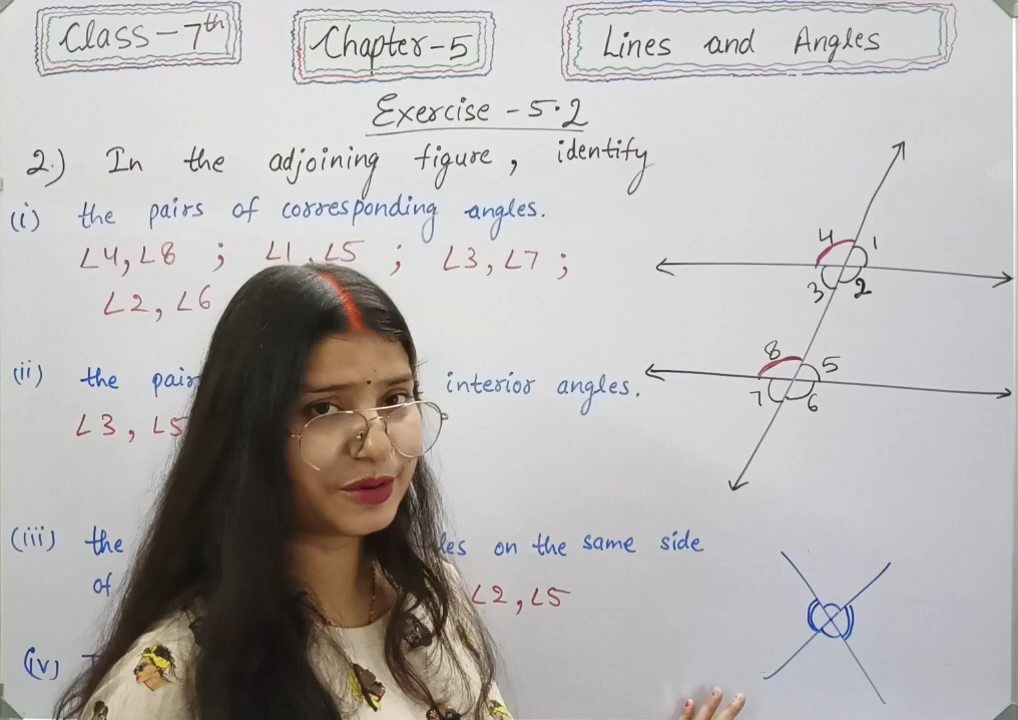 Class-7th
Chapter-5
Lines and Angles
Exercise - 5.2
2.) In the adjoining figure, identify
(i) the pairs of corresponding angles.
∠4, ∠8 ; ∠1, ∠5 ; ∠3, ∠7 ;
∠2, ∠6
(ii) the interior angles.
∠3, ∠5
(iii) the on the same side
of ∠2, ∠5
(iv)
4 1
3 2
8 5
7 6